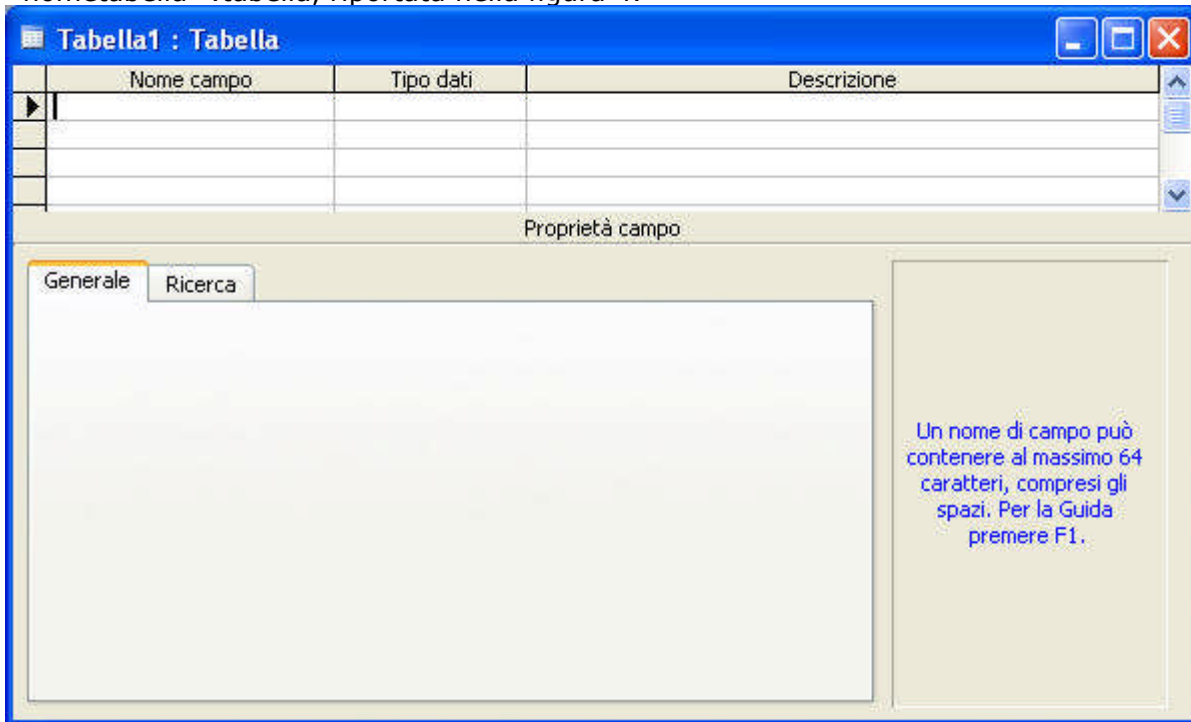 Tabella1 : Tabella
Nome campo Tipo dati Descrizione
Proprietà campo
Generale Ricerca
Un nome di campo può
contenere al massimo 64
caratteri, compresi gli
spazi. Per la Guida
premere F1.